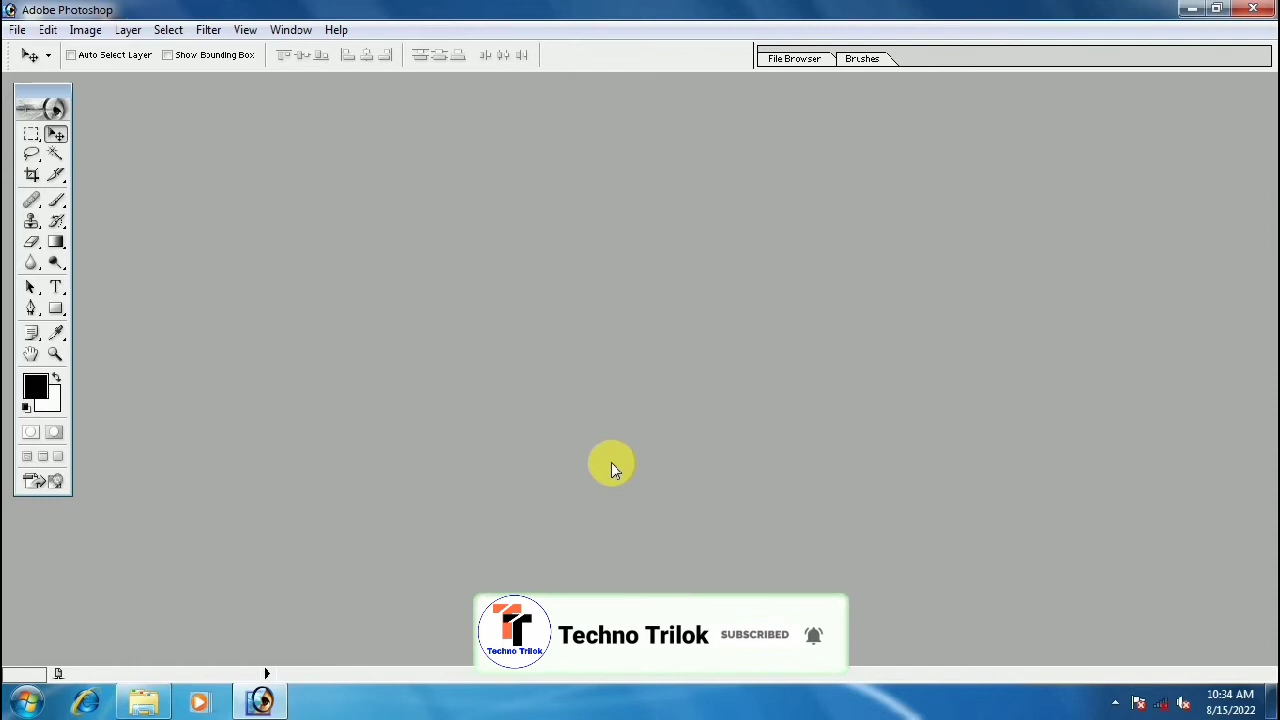 Adobe Photoshop
File Edit Image Layer Select Filter View Window Help
Auto Select Layer Show Bounding Box File Browser Brushes
T
Techno Trilok
Techno Trilok SUBSCRIBED
10:34 AM
8/15/2022